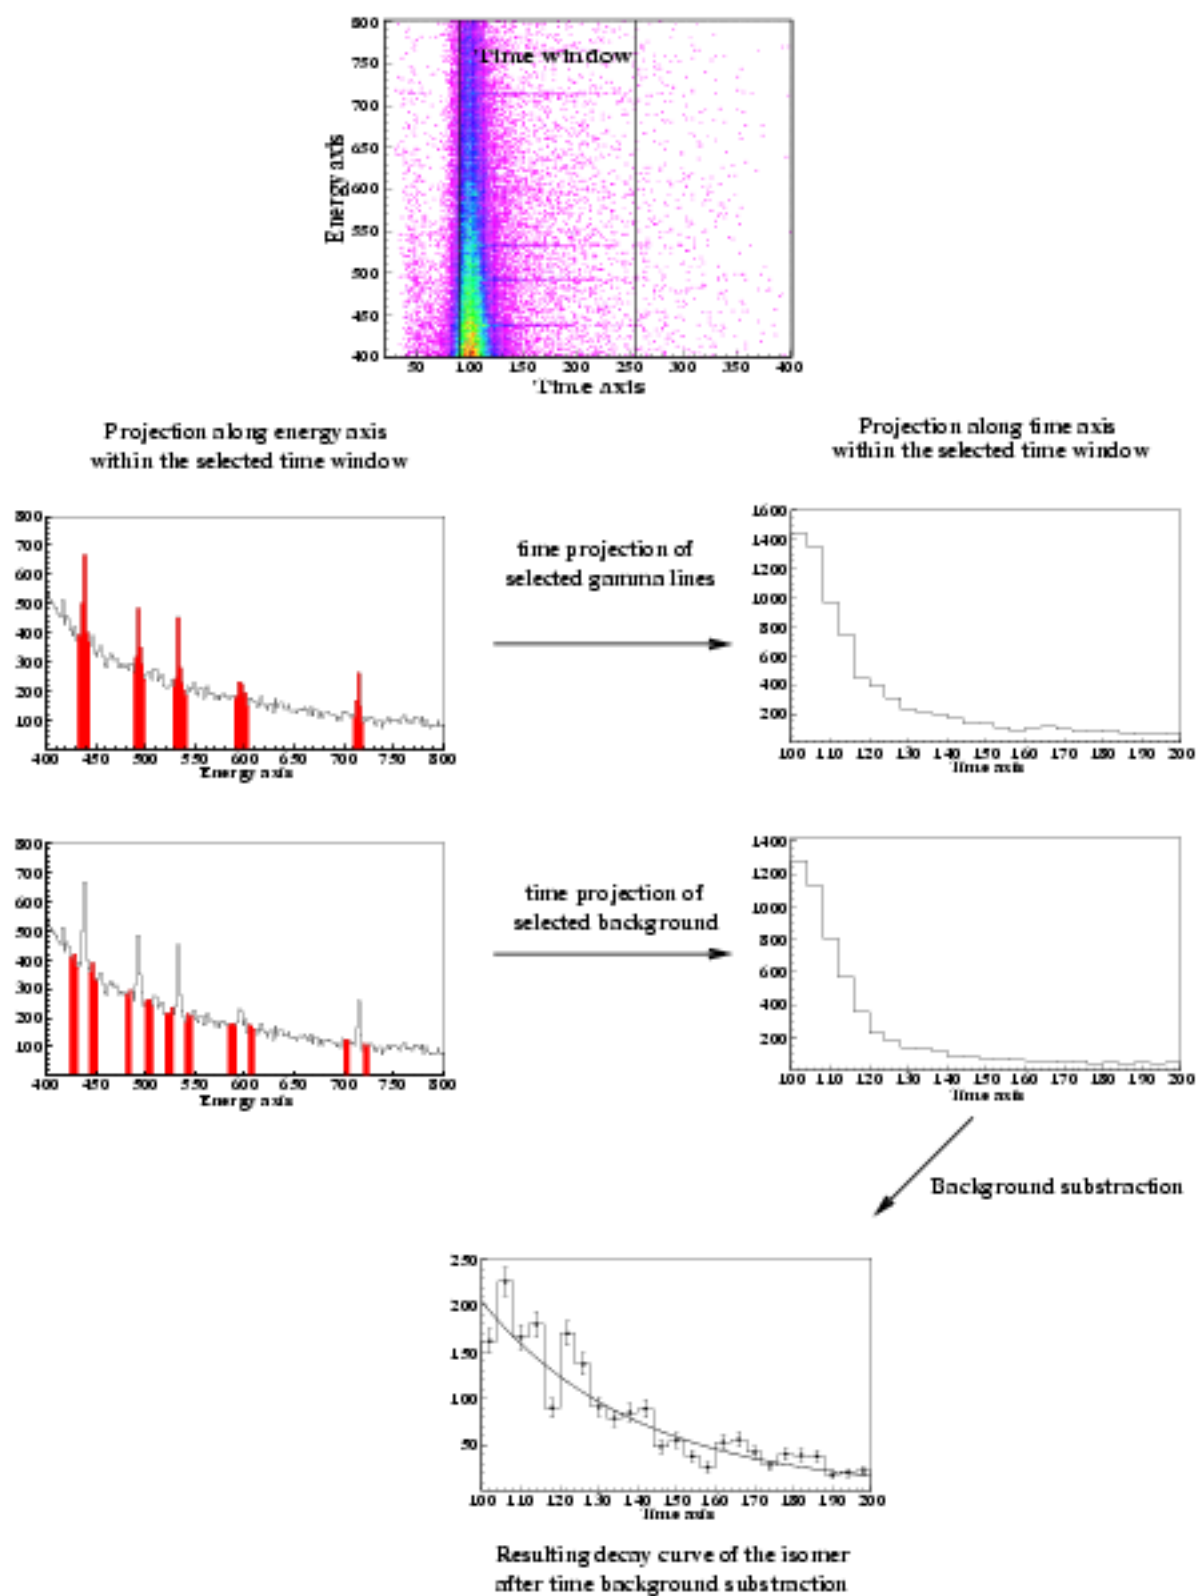 800
750
700
650
600
550
500
450
400
Energy axis
Time window
50 100 150 200 250 300 350 400
Time axis
Projection along energy axis
within the selected time window
Projection along time axis
within the selected time window
800
700
600
500
400
300
200
100
400 450 500 550 600 650 700 750 800
Energy axis
time projection of
selected gamma lines
1600
1400
1200
1000
800
600
400
200
100 110 120 130 140 150 160 170 180 190 200
Time axis
800
700
600
500
400
300
200
100
400 450 500 550 600 650 700 750 800
Energy axis
time projection of
selected background
1400
1200
1000
800
600
400
200
100 110 120 130 140 150 160 170 180 190 200
Time axis
Background substraction
250
200
150
100
50
100 110 120 130 140 150 160 170 180 190 200
Time axis
Resulting decay curve of the isomer
after time background substraction